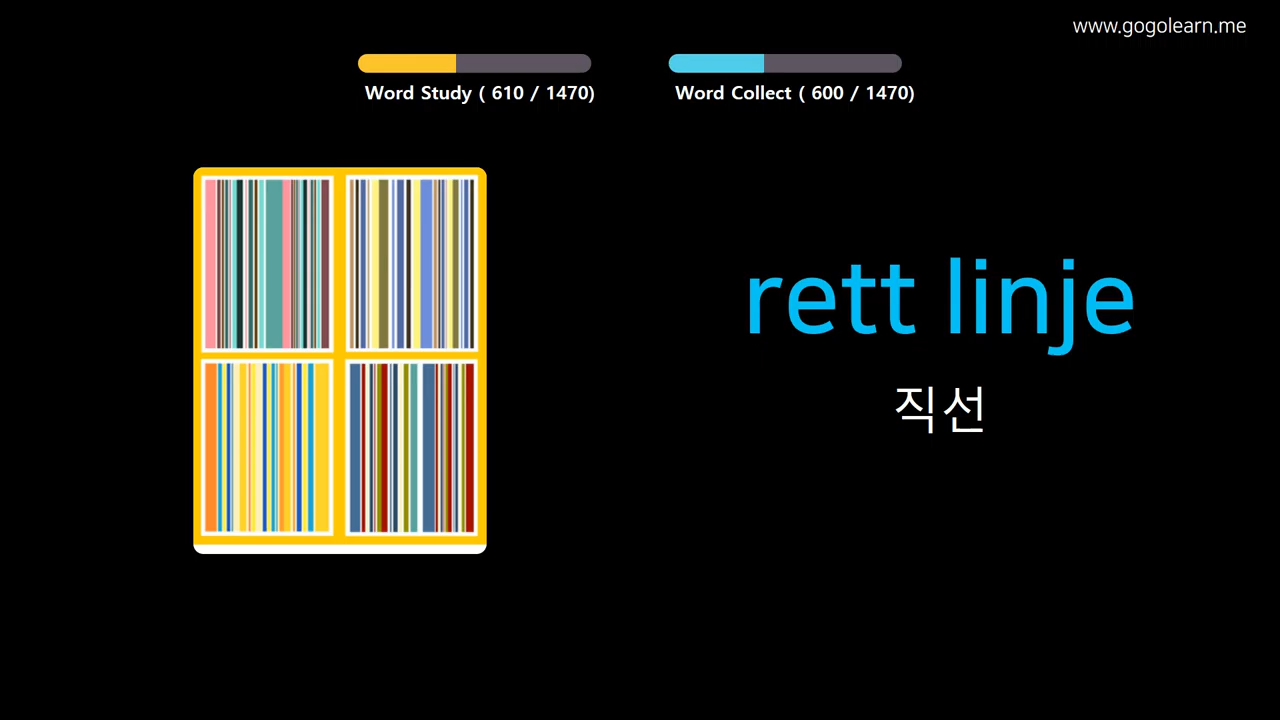 www.gogolearn.me
Word Study ( 610 / 1470)
Word Collect ( 600 / 1470)
rett linje
직선